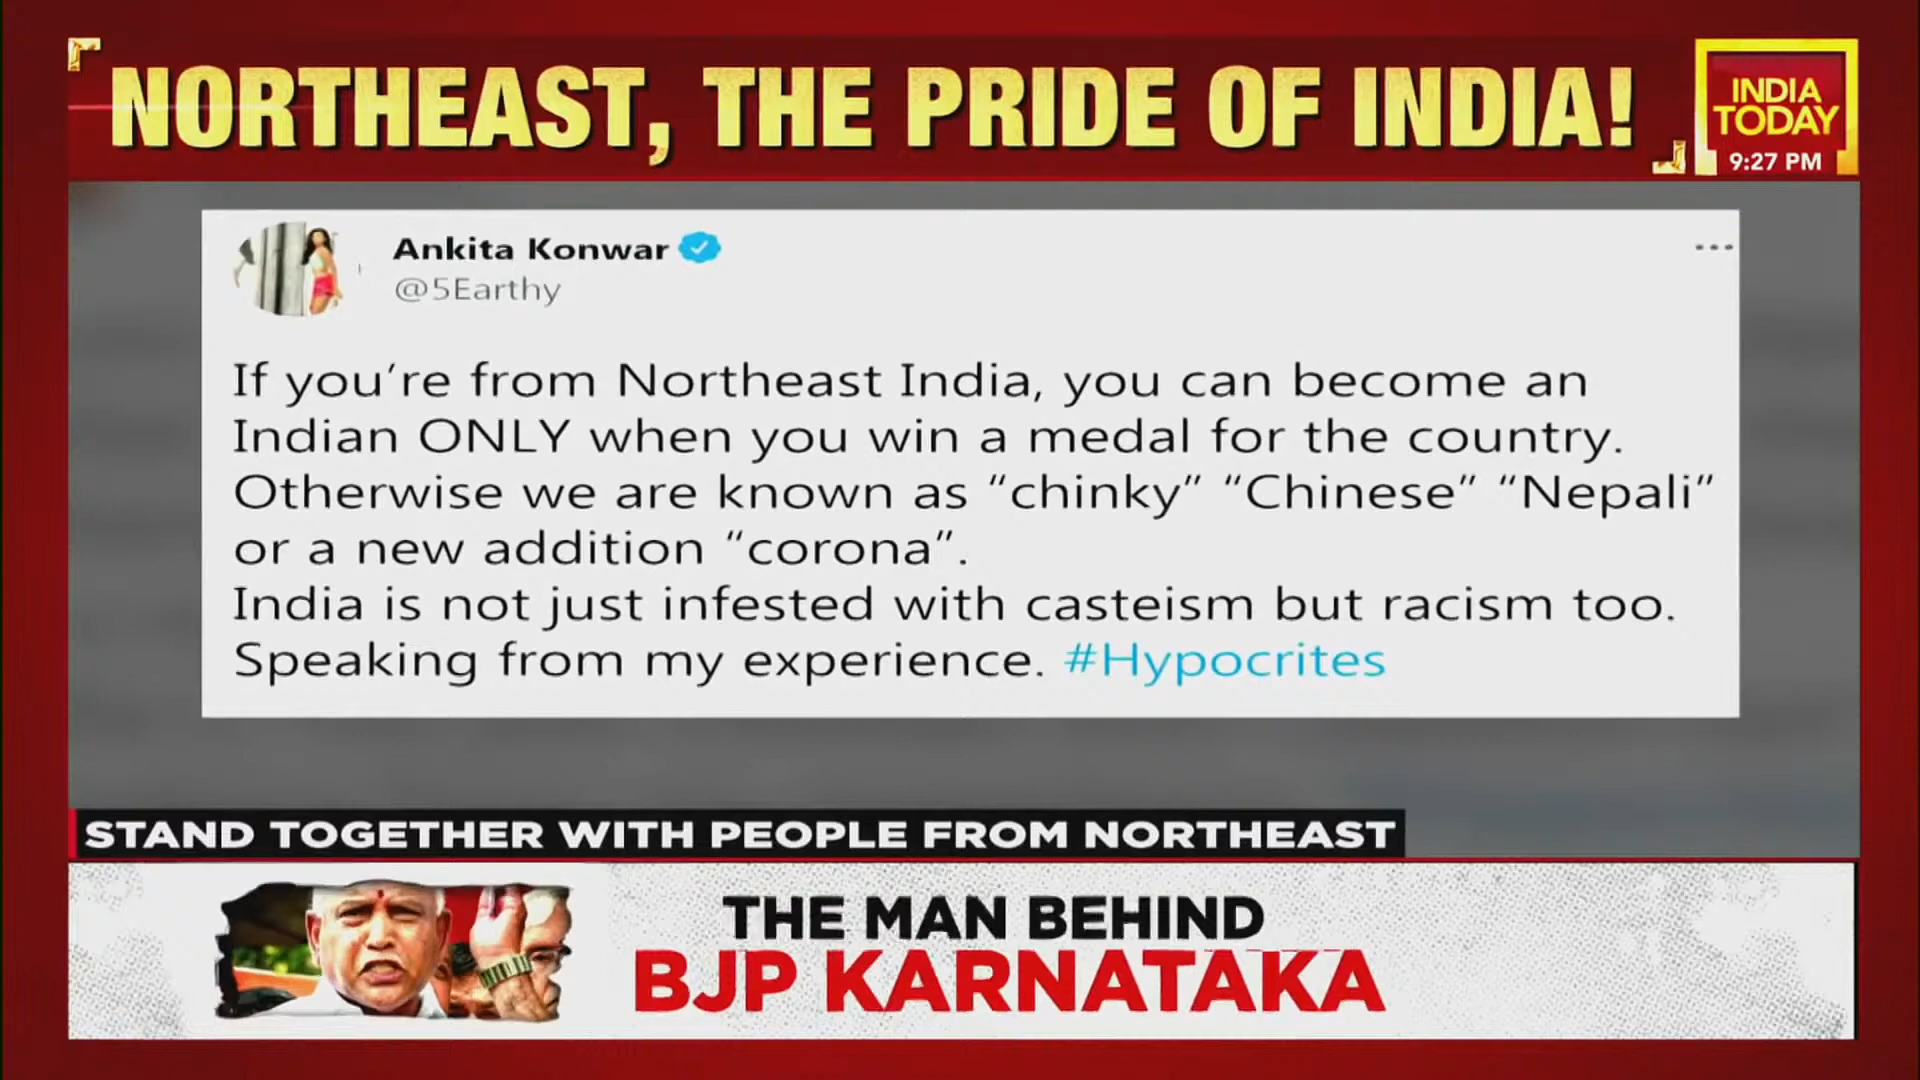 NORTHEAST, THE PRIDE OF INDIA!
INDIA
TODAY
9:27 PM
Ankita Konwar
@5Earthy
If you're from Northeast India, you can become an
Indian ONLY when you win a medal for the country.
Otherwise we are known as "chinky" "Chinese" "Nepali"
or a new addition "corona".
India is not just infested with casteism but racism too.
Speaking from my experience. #Hypocrites
STAND TOGETHER WITH PEOPLE FROM NORTHEAST
THE MAN BEHIND
BJP KARNATAKA